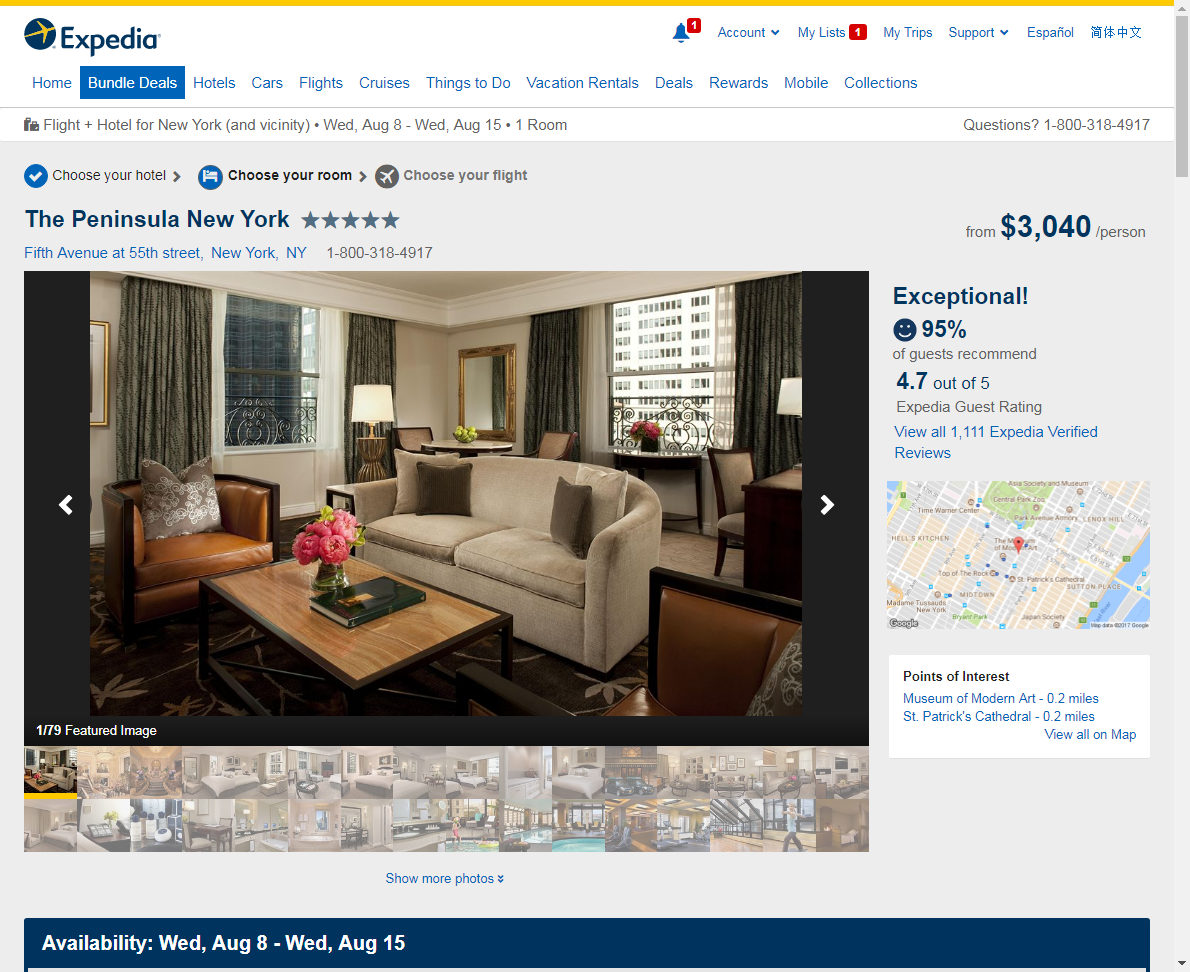 Expedia
1
Account
My Lists 1
My Trips
Support
Español
简体中文
Home
Bundle Deals
Hotels
Cars
Flights
Cruises
Things to Do
Vacation Rentals
Deals
Rewards
Mobile
Collections
Flight + Hotel for New York (and vicinity) • Wed, Aug 8 - Wed, Aug 15 • 1 Room
Questions? 1-800-318-4917
Choose your hotel
Choose your room
Choose your flight
The Peninsula New York
from $3,040 /person
Fifth Avenue at 55th street, New York, NY 1-800-318-4917
Exceptional!
95%
of guests recommend
4.7 out of 5
Expedia Guest Rating
View all 1,111 Expedia Verified
Reviews
Asia Society and Museum
Central Park Zoo
Time Warner Center
Park Avenue Armory
LENOX HILL
HELL'S KITCHEN
The M
of Modern Art
Top of The Rock
St. Patrick's Cathedral
SUTTON PLACE
MIDTOWN
Madame Tussauds
New York
Bryant Park
Japan Society
Google
Map data ©2017 Google
Points of Interest
Museum of Modern Art - 0.2 miles
St. Patrick's Cathedral - 0.2 miles
View all on Map
1/79 Featured Image
Show more photos
Availability: Wed, Aug 8 - Wed, Aug 15